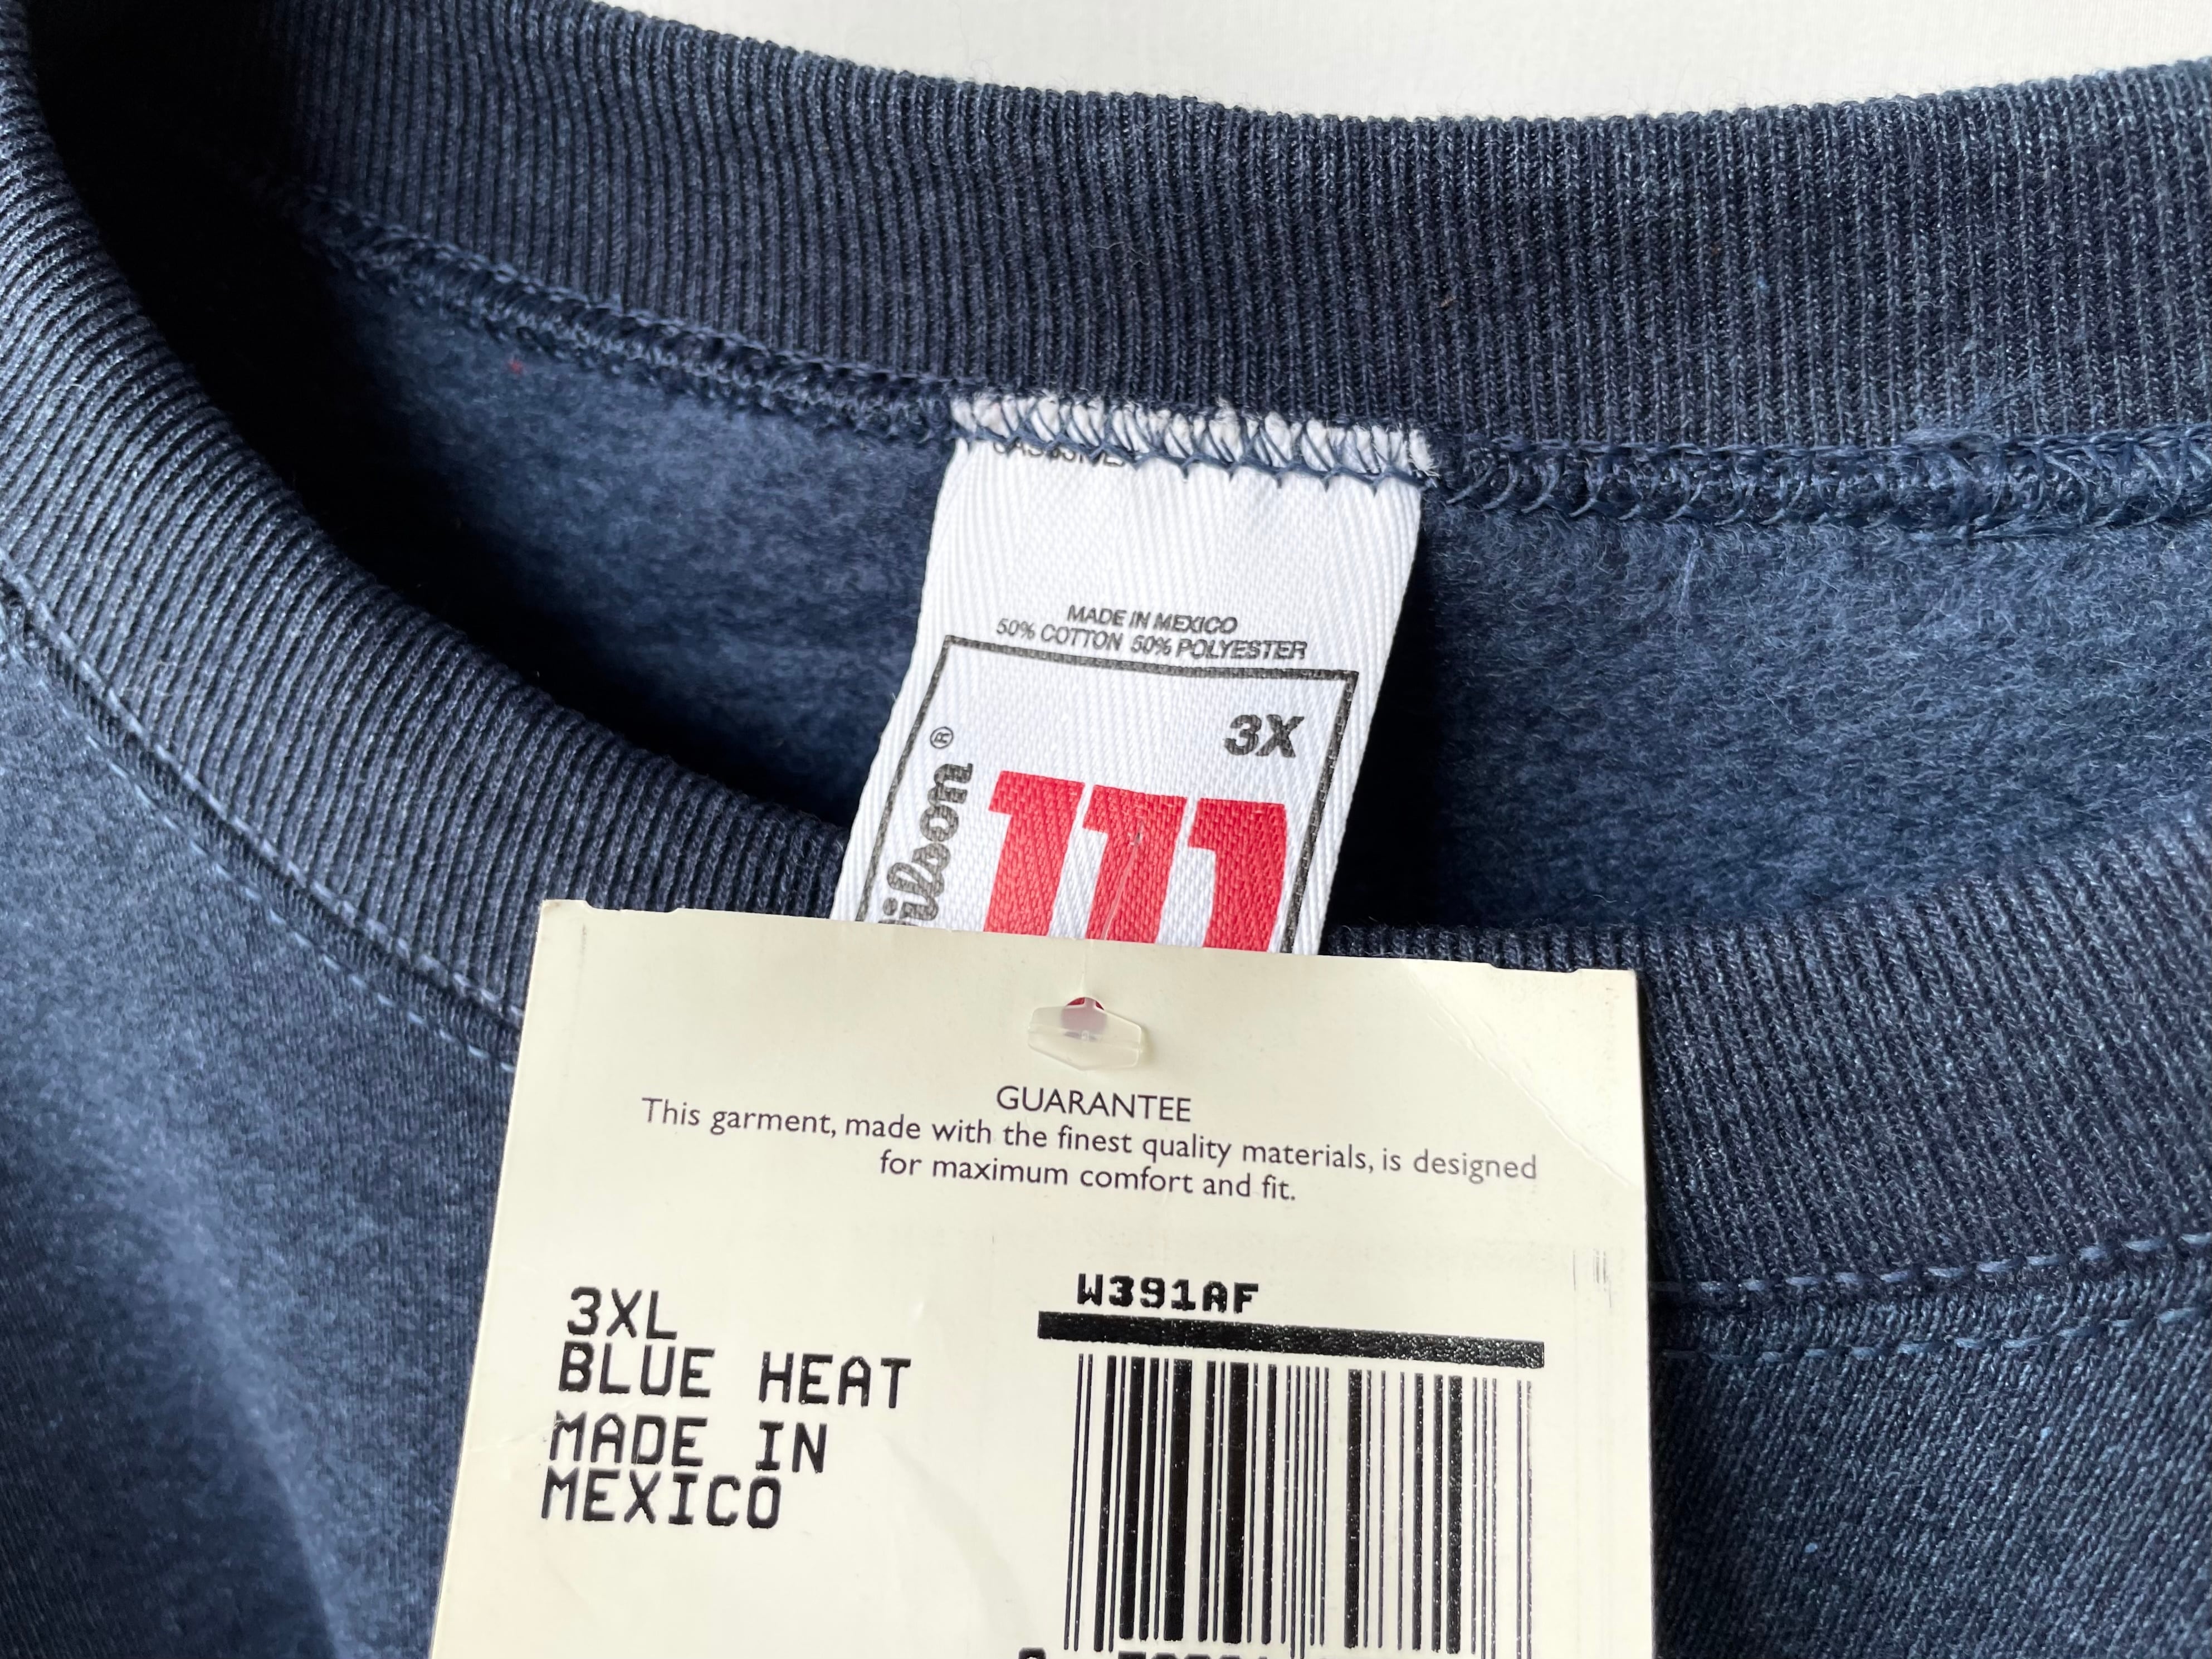 MADE IN MEXICO
50% COTTON 50% POLYESTER
3X
Wilson®
GUARANTEE
This garment, made with the finest quality materials, is designed
for maximum comfort and fit.
W391AF
3XL
BLUE HEAT
MADE IN
MEXICO